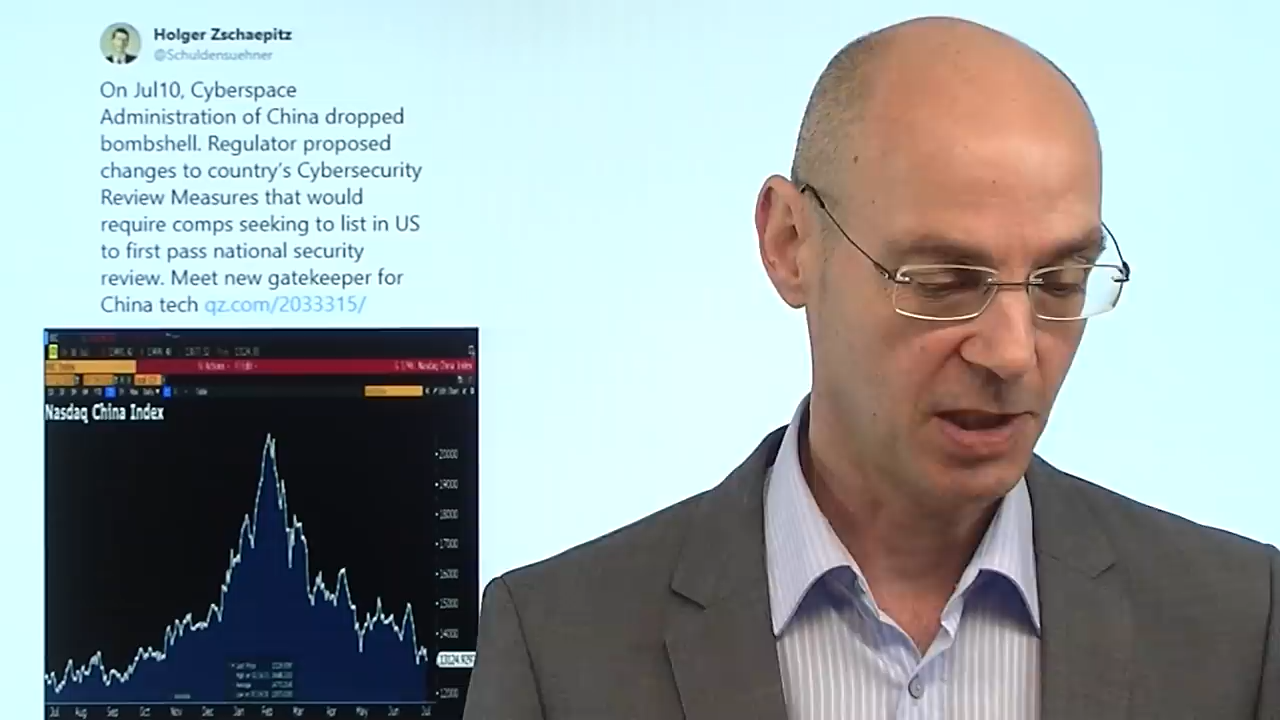 Holger Zschaepitz
@Schuldensuehner
On Jul10, Cyberspace
Administration of China dropped
bombshell. Regulator proposed
changes to country's Cybersecurity
Review Measures that would
require comps seeking to list in US
to first pass national security
review. Meet new gatekeeper for
China tech qz.com/2033315/
Nasdaq China Index
20000
19000
18000
17000
16000
15000
14000
13124.9297
12000
Jul Aug Sep Oct Nov Dec Jan Feb Mar Apr May Jun Jul